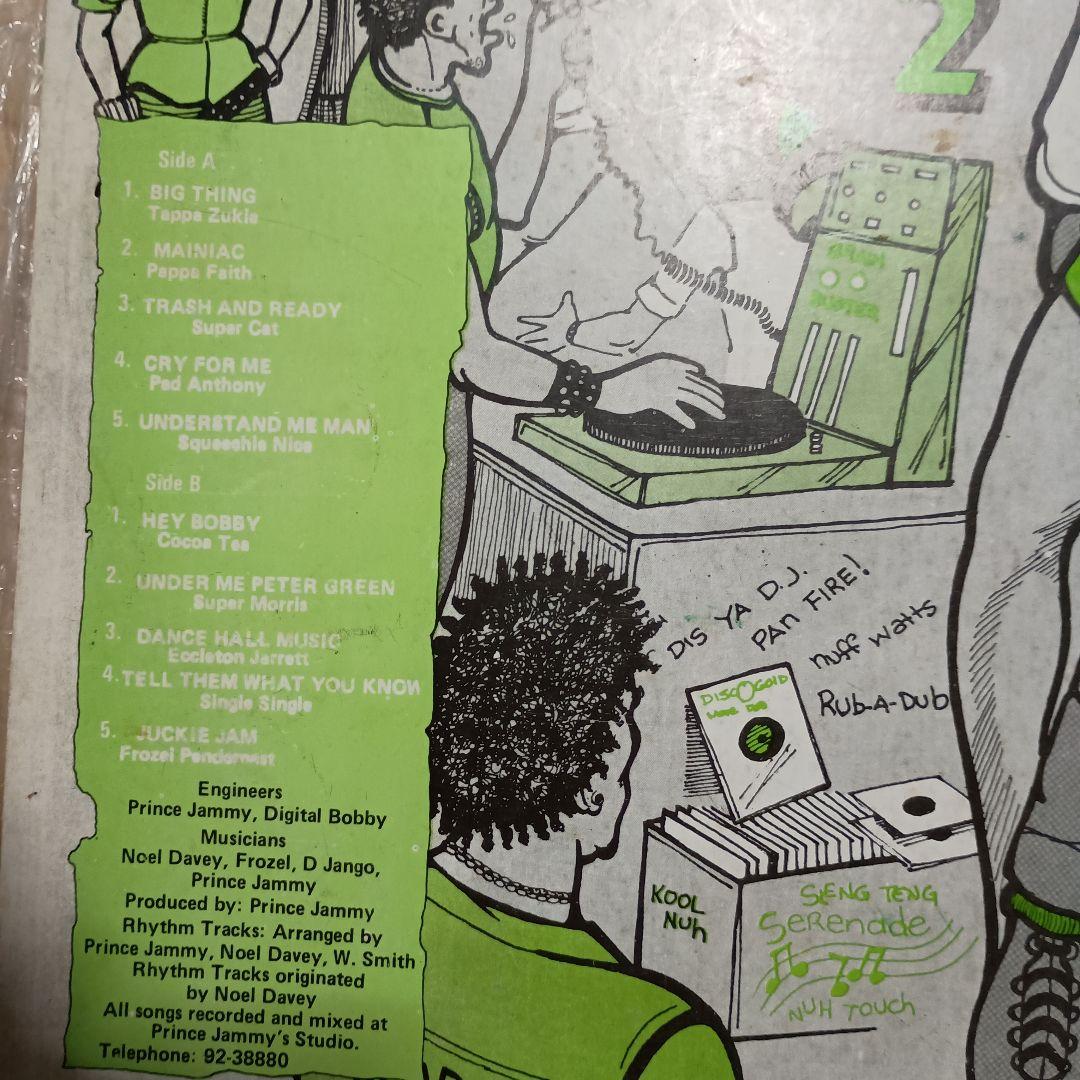 2
Side A
1. BIG THING
Tappa Zukie
2. MAINIAC
Pappa Faith
3. TRASH AND READY
Super Cat
4. CRY FOR ME
Pad Anthony
5. UNDERSTAND ME MAN
Squeeshie Nice
Side B
1. HEY BOBBY
Cocoa Tea
2. UNDER ME PETER GREEN
Super Morris
3. DANCE HALL MUSIC
Eccleton Jarrett
4. TELL THEM WHAT YOU KNOW
Single Single
5. JUCKIE JAM
Frozel
Engineers
Prince Jammy, Digital Bobby
Musicians
Noel Davey, Frozel, D Jango,
Prince Jammy
Produced by: Prince Jammy
Rhythm Tracks: Arranged by
Prince Jammy, Noel Davey, W. Smith
Rhythm Tracks originated
by Noel Davey
All songs recorded and mixed at
Prince Jammy's Studio.
Telephone: 92-38880
DIS YA D.J.
PAN FIRE!
nuff watts
RUB-A-DUB
DISCO GOLD
KOOL
NUH
SLENG TENG
SERENADE
NUH TOUCH